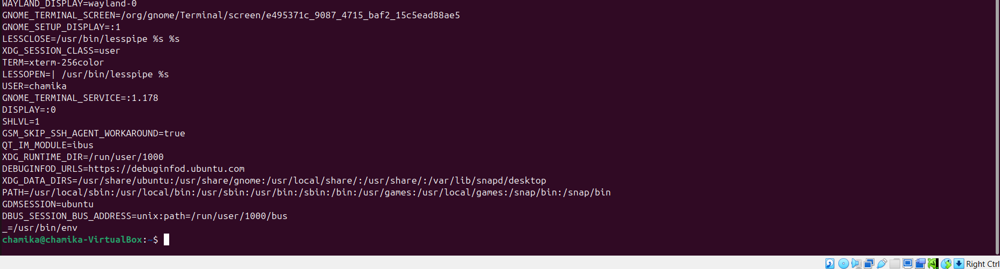 WAYLAND_DISPLAY=wayland-0
GNOME_TERMINAL_SCREEN=/org/gnome/Terminal/screen/e495371c_9087_4715_baf2_15c5ead88ae5
GNOME_SETUP_DISPLAY=:1
LESSCLOSE=/usr/bin/lesspipe %s %s
XDG_SESSION_CLASS=user
TERM=xterm-256color
LESSOPEN=| /usr/bin/lesspipe %s
USER=chamika
GNOME_TERMINAL_SERVICE=:1.178
DISPLAY=:0
SHLVL=1
GSM_SKIP_SSH_AGENT_WORKAROUND=true
QT_IM_MODULE=ibus
XDG_RUNTIME_DIR=/run/user/1000
DEBUGINFOD_URLS=https://debuginfod.ubuntu.com
XDG_DATA_DIRS=/usr/share/ubuntu:/usr/share/gnome:/usr/local/share/:/usr/share/:/var/lib/snapd/desktop
PATH=/usr/local/sbin:/usr/local/bin:/usr/sbin:/usr/bin:/sbin:/bin:/usr/games:/usr/local/games:/snap/bin:/snap/bin
GDMSESSION=ubuntu
DBUS_SESSION_BUS_ADDRESS=unix:path=/run/user/1000/bus
_=/usr/bin/env
chamika@chamika-VirtualBox:~$
Right Ctrl